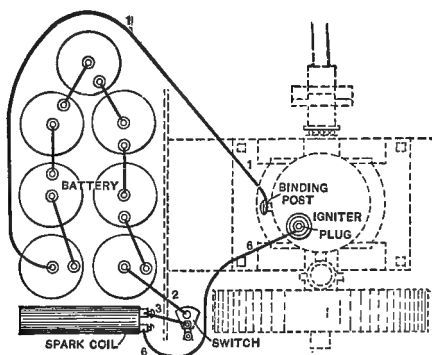 1
1
BATTERY
BINDING
POST
IGNITER
PLUG
6
2
3
SWITCH
SPARK COIL
6